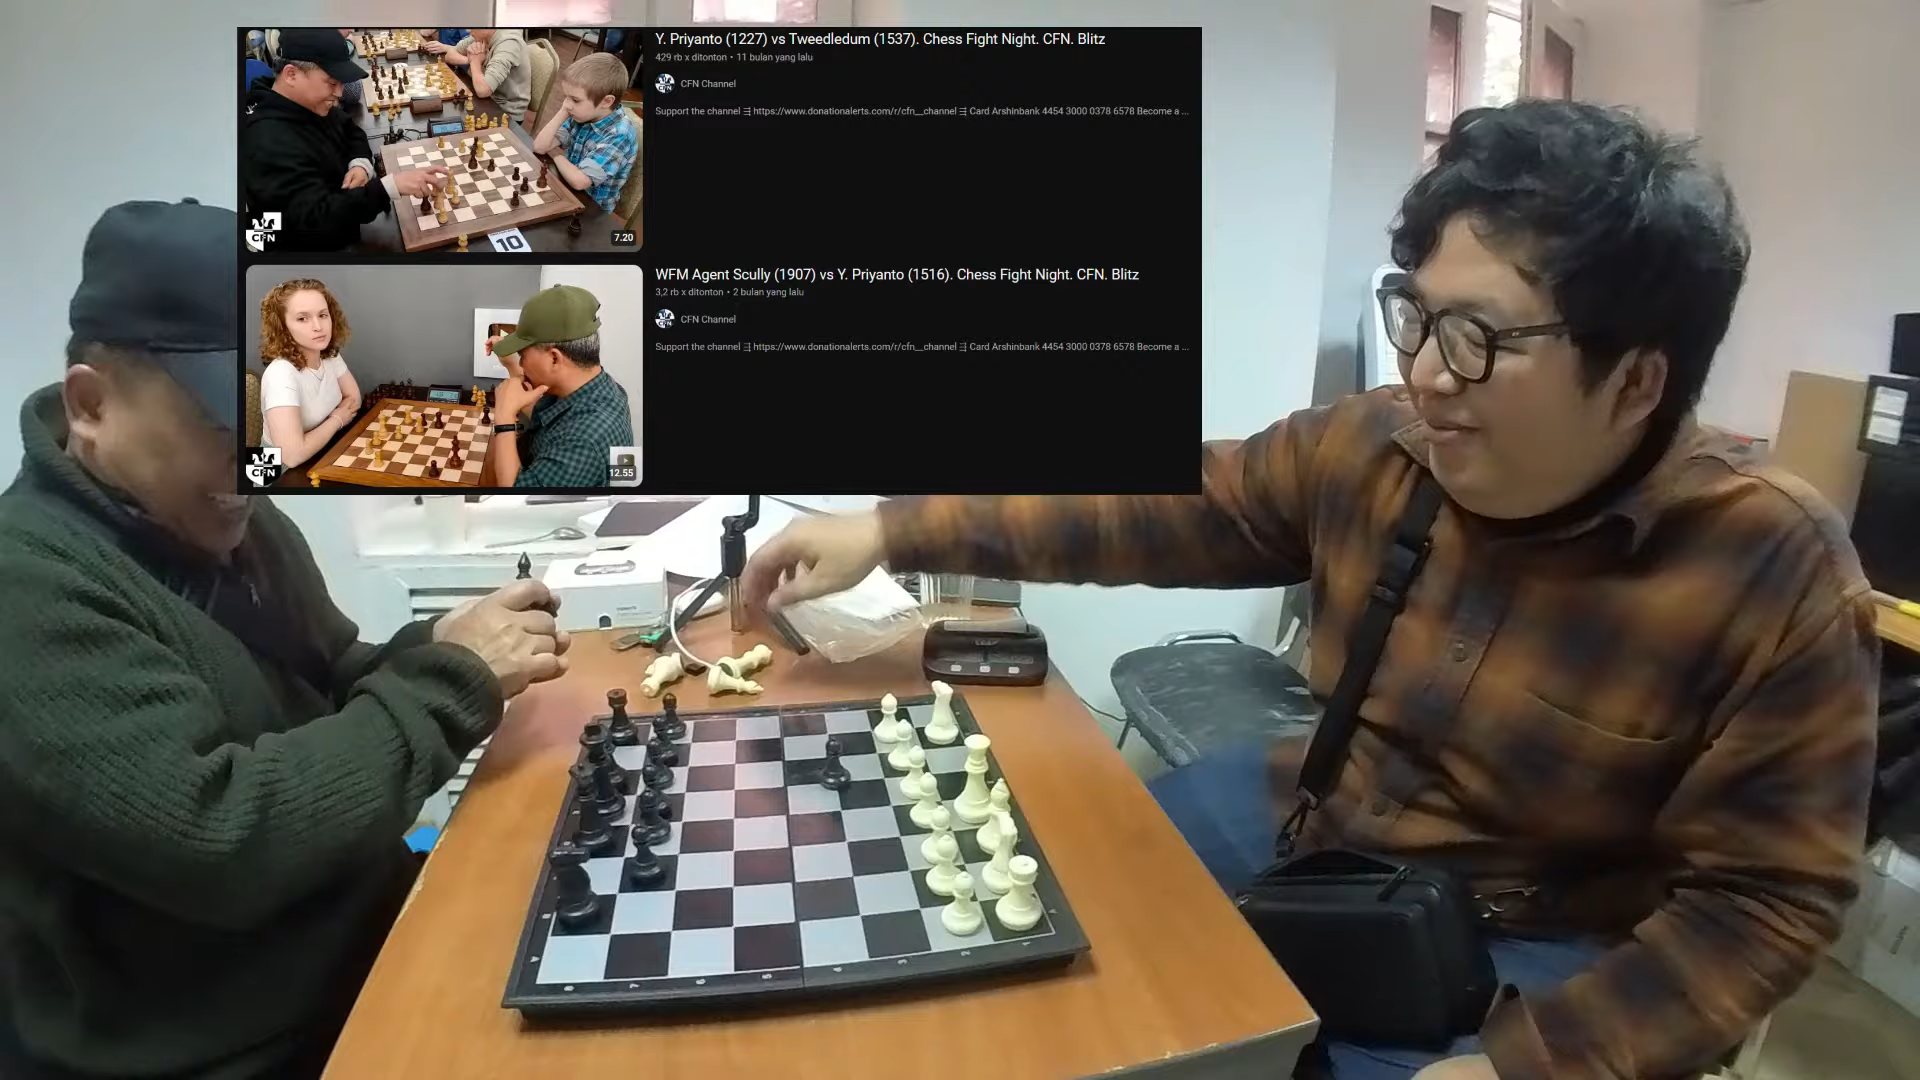 Y. Priyanto (1227) vs Tweedledum (1537). Chess Fight Night. CFN. Blitz
429 rb x ditonton • 11 bulan yang lalu
CFN Channel
Support the channel ⇶ https://www.donationalerts.com/r/cfn__channel ⇶ Card Arshinbank 4454 3000 0378 6578 Become a ...
CFN
10
7.20
WFM Agent Scully (1907) vs Y. Priyanto (1516). Chess Fight Night. CFN. Blitz
3,2 rb x ditonton • 2 bulan yang lalu
CFN Channel
Support the channel ⇶ https://www.donationalerts.com/r/cfn__channel ⇶ Card Arshinbank 4454 3000 0378 6578 Become a ...
CFN
12.55